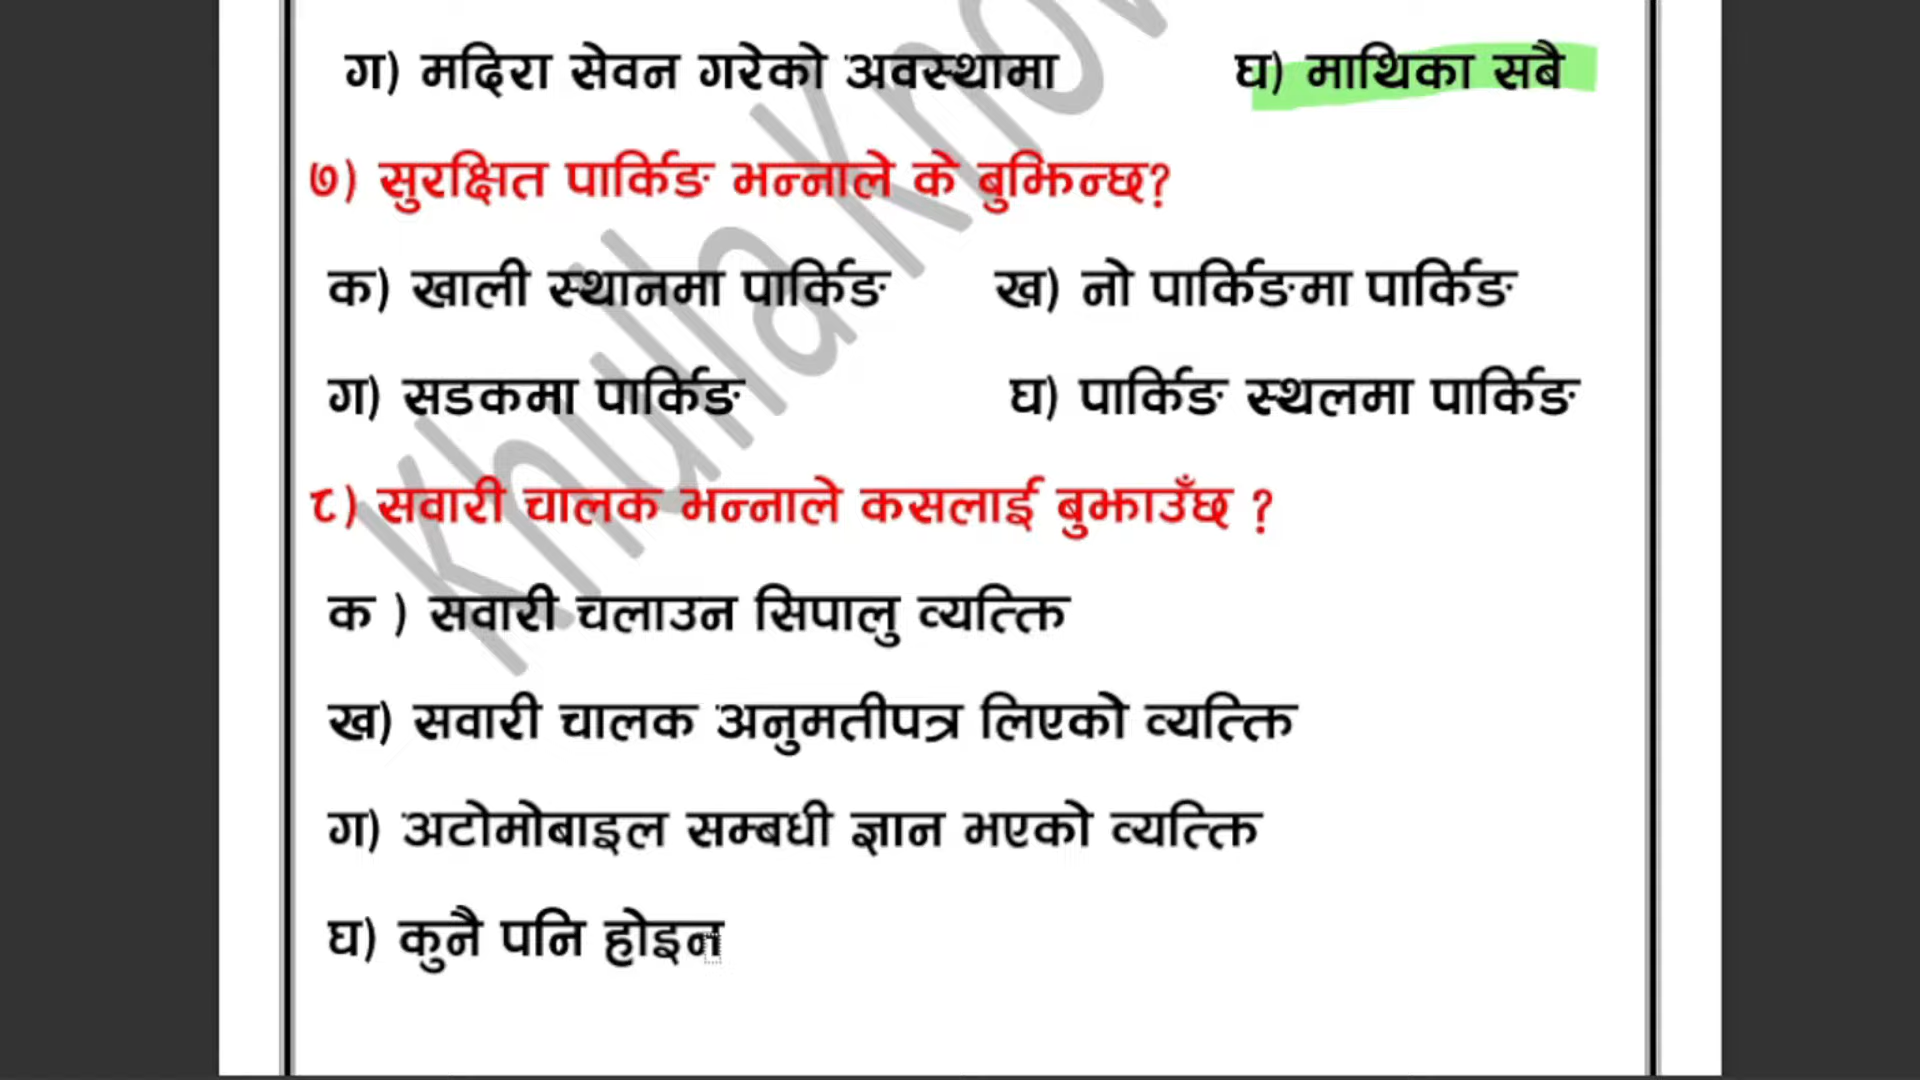 ग) मदिरा सेवन गरेको अवस्थामा घ) माथिका सबै
७) सुरक्षित पार्किङ भन्नाले के बुझिन्छ?
क) खाली स्थानमा पार्किङ ख) नो पार्किङमा पार्किङ
ग) सडकमा पार्किङ घ) पार्किङ स्थलमा पार्किङ
८) सवारी चालक भन्नाले कसलाई बुझाउँछ ?
क ) सवारी चलाउन सिपालु व्यक्ति
ख) सवारी चालक अनुमतीपत्र लिएको व्यक्ति
ग) अटोमोबाइल सम्बधी ज्ञान भएको व्यक्ति
घ) कुनै पनि होइन
Khulla